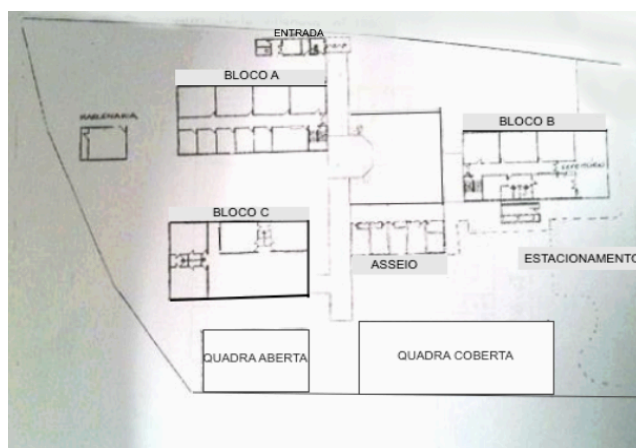 ENTRADA
BLOCO A
BLOCO B
BLOCO C
ASSEIO
ESTACIONAMENTO
QUADRA ABERTA
QUADRA COBERTA